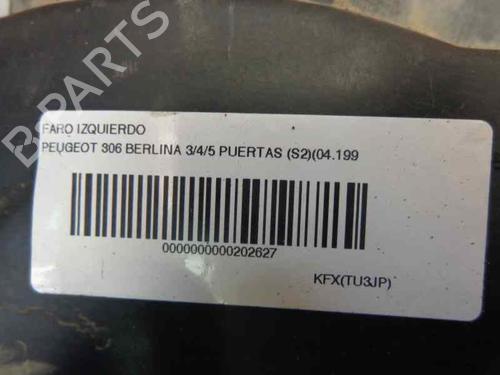 FARO IZQUIERDO
PEUGEOT 306 BERLINA 3/4/5 PUERTAS (S2)(04.199
0000000000202627
KFX(TU3JP)
B-PARTS